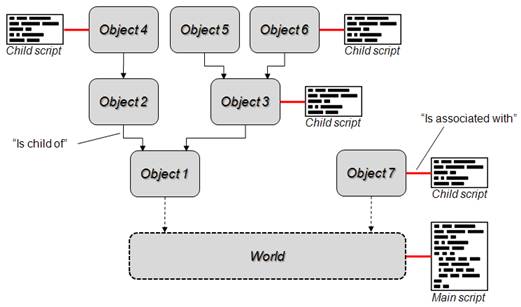 Object 4
Object 5
Object 6
Child script
Child script
Object 2
Object 3
Child script
"Is child of"
"Is associated with"
Object 1
Object 7
Child script
World
Main script